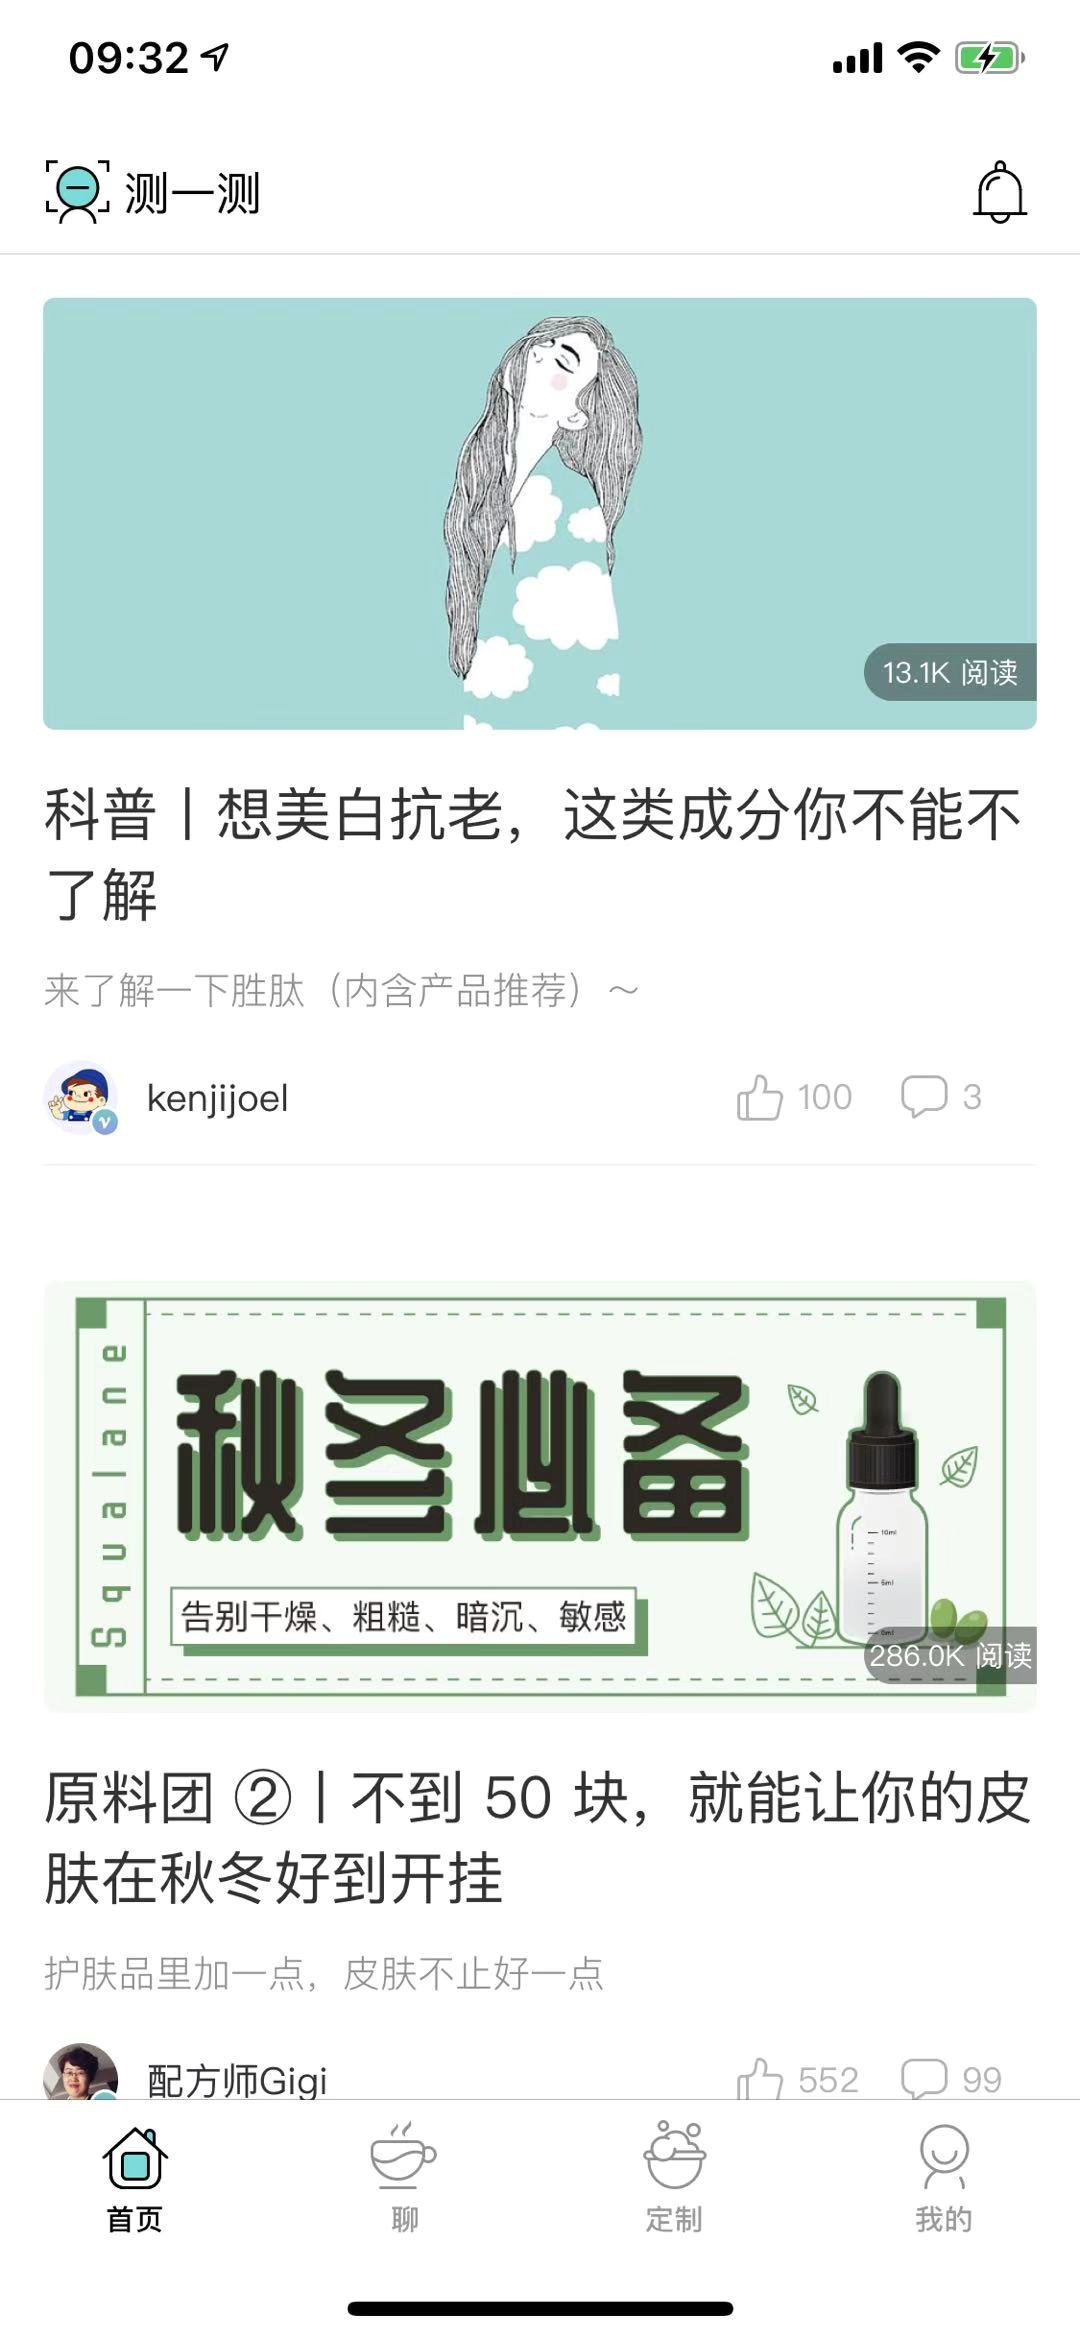 09:32
测一测
13.1K 阅读
科普丨想美白抗老，这类成分你不能不
了解
来了解一下胜肽（内含产品推荐）～
kenjijoel
100
3
Squalane
秋冬必备
告别干燥、粗糙、暗沉、敏感
10ml
5ml
0ml
286.0K 阅读
原料团 ②丨不到 50 块，就能让你的皮
肤在秋冬好到开挂
护肤品里加一点，皮肤不止好一点
配方师Gigi
552
99
首页
聊
定制
我的